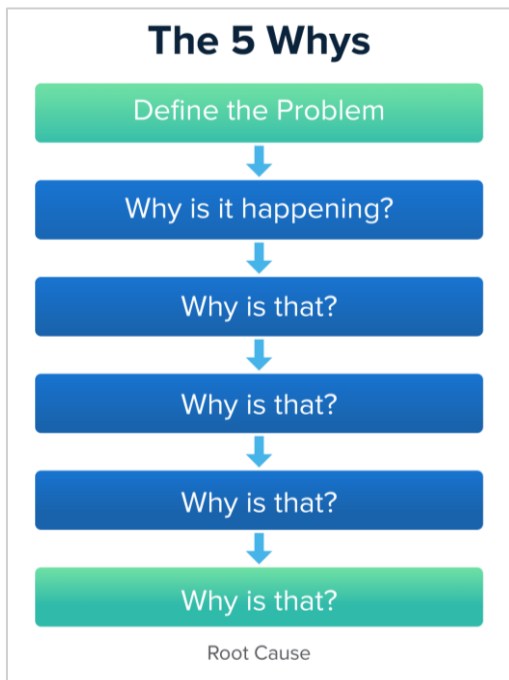 The 5 Whys
Define the Problem
Why is it happening?
Why is that?
Why is that?
Why is that?
Why is that?
Root Cause